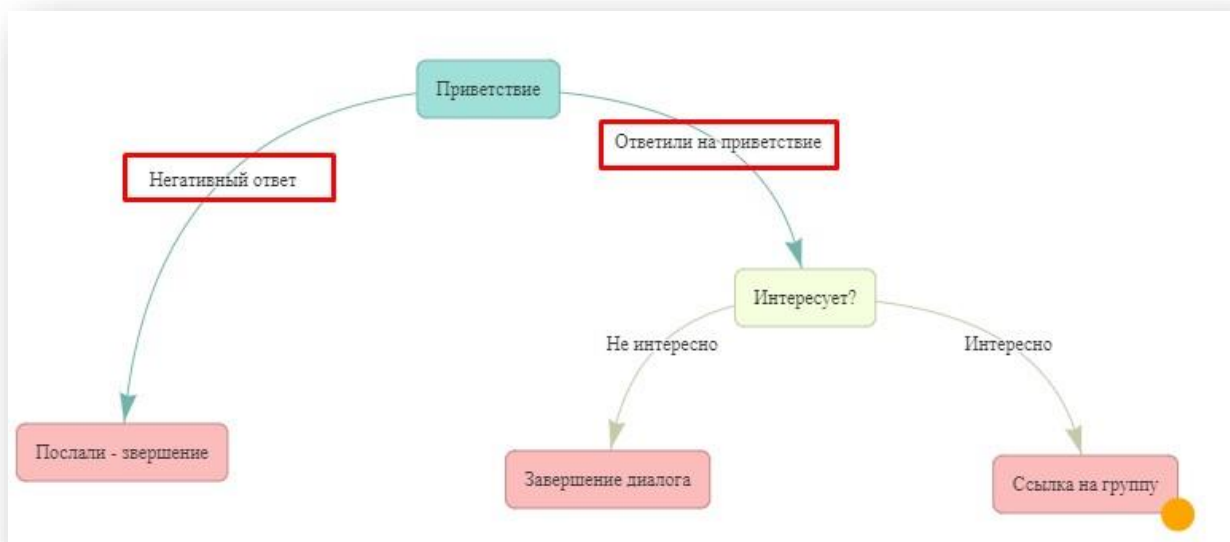 Приветствие
Ответили на приветствие
Негативный ответ
Интересует?
Не интересно
Интересно
Послали - звершение
Завершение диалога
Ссылка на группу